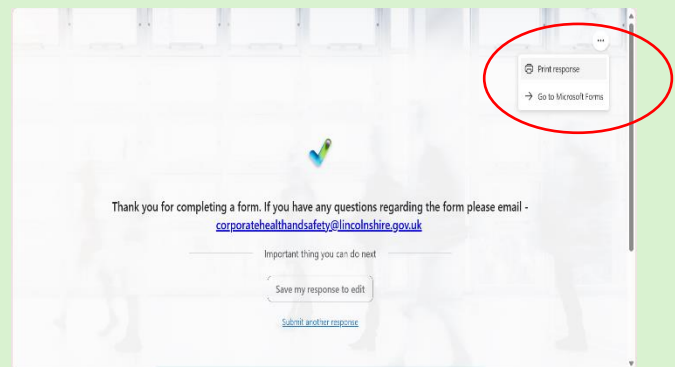 ...
Print response
Go to Microsoft Forms
Thank you for completing a form. If you have any questions regarding the form please email -
corporatehealthandsafety@lincolnshire.gov.uk
Important thing you can do next
Save my response to edit
Submit another response